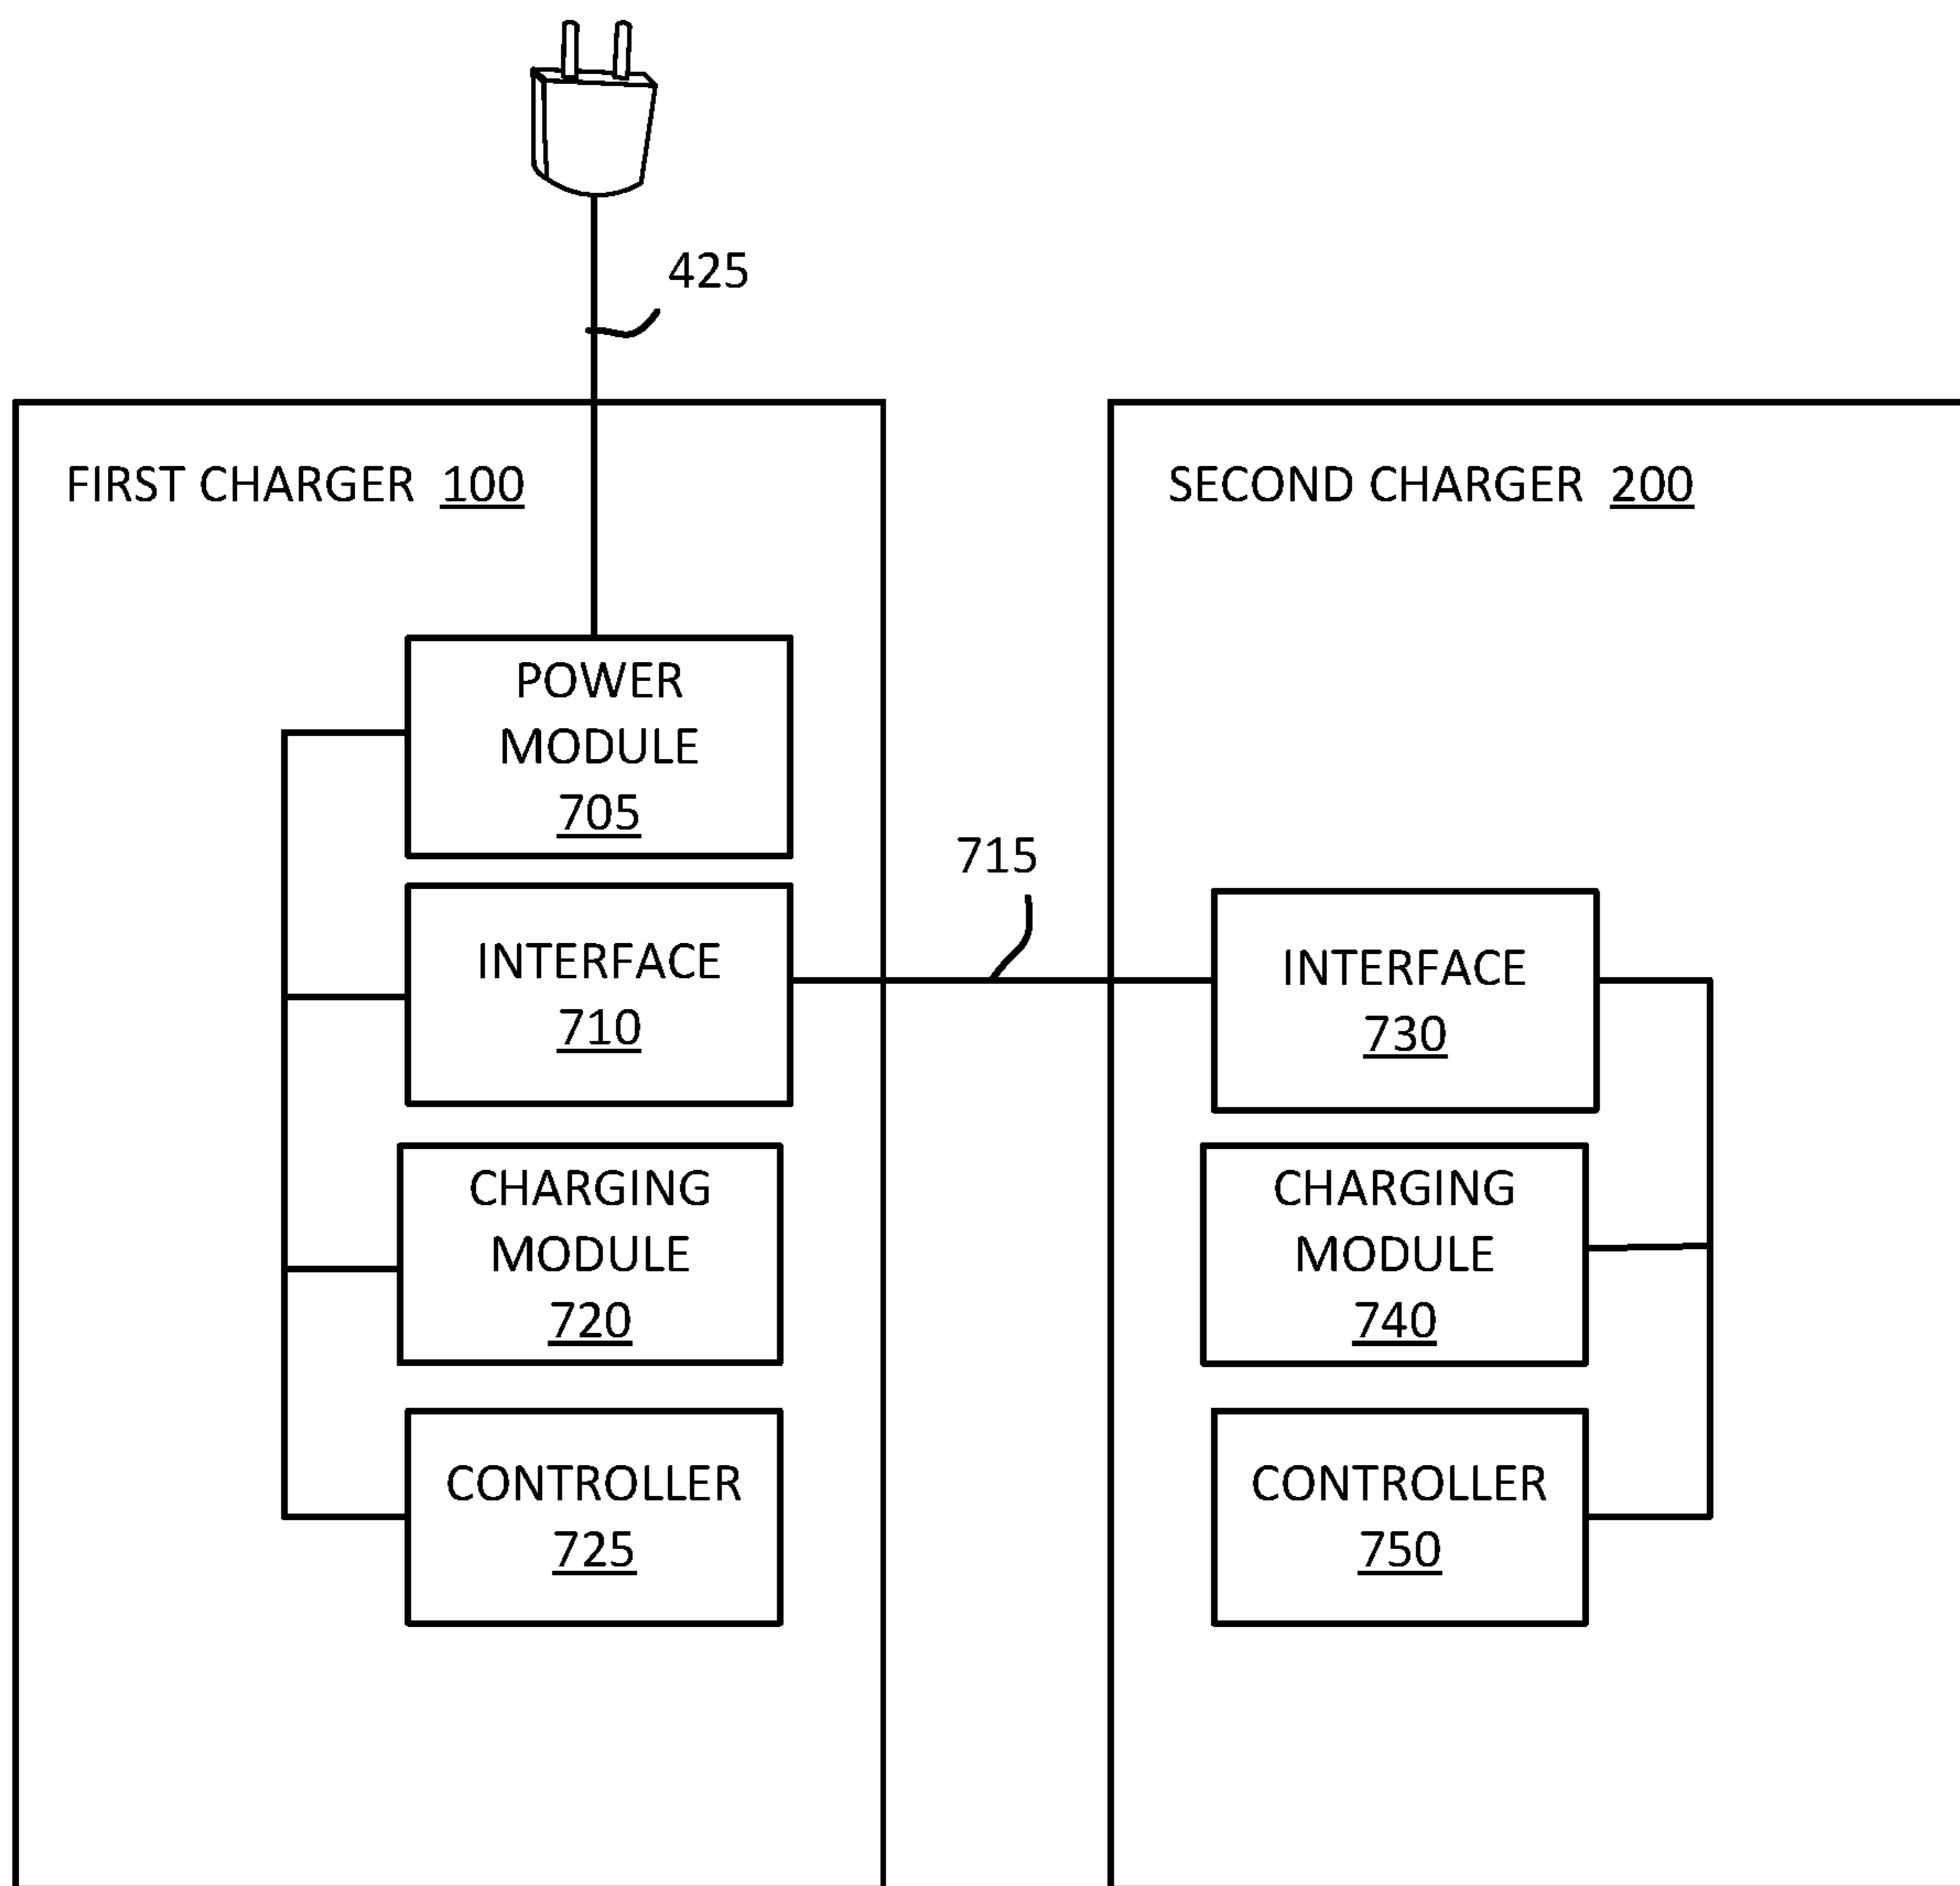 425
FIRST CHARGER 100
POWER
MODULE
705
INTERFACE
710
CHARGING
MODULE
720
CONTROLLER
725
715
SECOND CHARGER 200
INTERFACE
730
CHARGING
MODULE
740
CONTROLLER
750